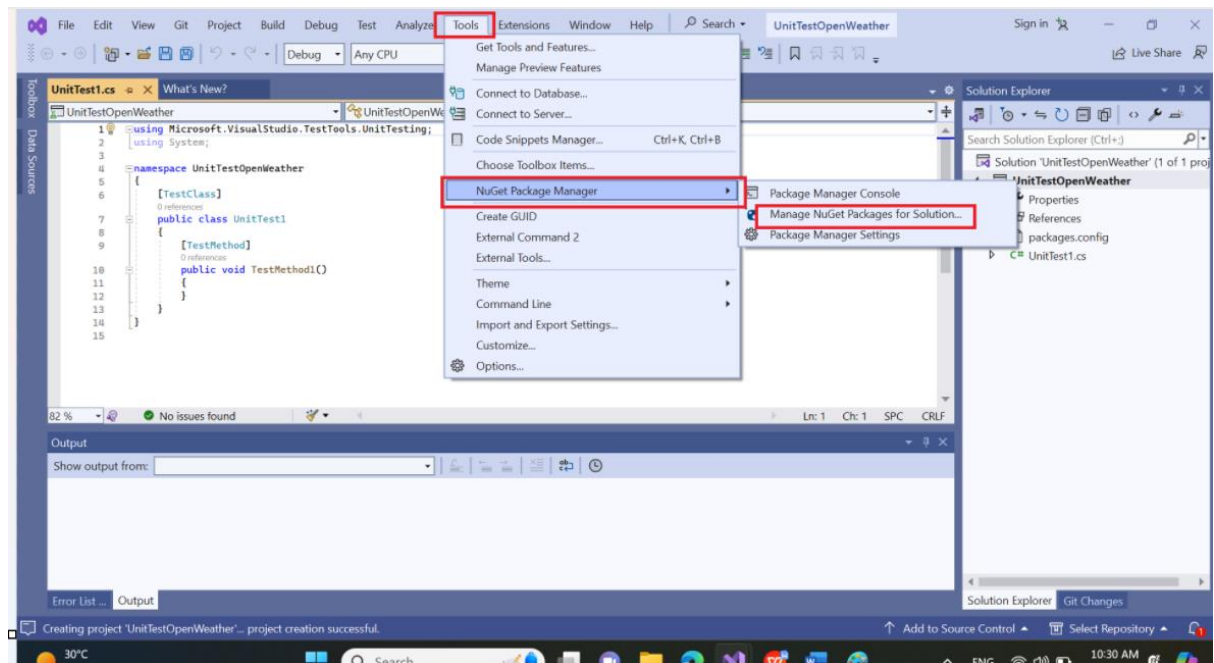 File Edit View Git Project Build Debug Test Analyze Tools Extensions Window Help Search UnitTestOpenWeather Sign in
Debug Any CPU Live Share
Toolbox
Data Sources
UnitTest1.cs What's New?
UnitTestOpenWeather UnitTestOpenWe
1 using Microsoft.VisualStudio.TestTools.UnitTesting;
2 using System;
3
4 namespace UnitTestOpenWeather
5 {
6 [TestClass]
0 references
7 public class UnitTest1
8 {
9 [TestMethod]
0 references
10 public void TestMethod1()
11 {
12 }
13 }
14 }
15
Get Tools and Features...
Manage Preview Features
Connect to Database...
Connect to Server...
Code Snippets Manager... Ctrl+K, Ctrl+B
Choose Toolbox Items...
NuGet Package Manager
Create GUID
External Command 2
External Tools...
Theme
Command Line
Import and Export Settings...
Customize...
Options...
Package Manager Console
Manage NuGet Packages for Solution...
Package Manager Settings
Solution Explorer
Search Solution Explorer (Ctrl+;)
Solution 'UnitTestOpenWeather' (1 of 1 proj
UnitTestOpenWeather
Properties
References
packages.config
C# UnitTest1.cs
82 % No issues found Ln: 1 Ch: 1 SPC CRLF
Output
Show output from:
Error List ... Output
Solution Explorer Git Changes
Creating project 'UnitTestOpenWeather'... project creation successful. Add to Source Control Select Repository
30°C Search ENG 10:30 AM